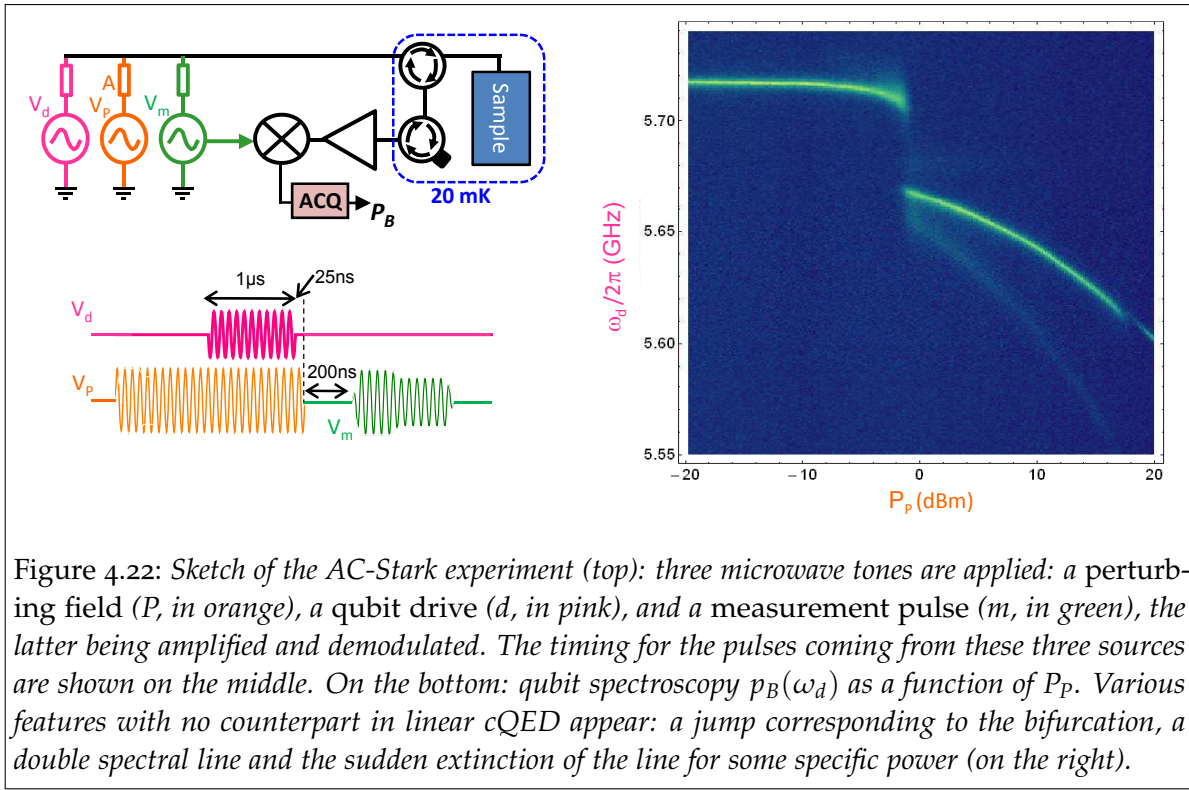 V_d
A
V_P
V_m
Sample
ACQ
P_B
20 mK
1µs
25ns
V_d
200ns
V_P
V_m
5.70
5.65
5.60
5.55
ω_d/2π (GHz)
−20
−10
0
10
20
P_P (dBm)
Figure 4.22: Sketch of the AC-Stark experiment (top): three microwave tones are applied: a perturb-
ing field (P, in orange), a qubit drive (d, in pink), and a measurement pulse (m, in green), the
latter being amplified and demodulated. The timing for the pulses coming from these three sources
are shown on the middle. On the bottom: qubit spectroscopy p_B(ω_d) as a function of P_P. Various
features with no counterpart in linear cQED appear: a jump corresponding to the bifurcation, a
double spectral line and the sudden extinction of the line for some specific power (on the right).